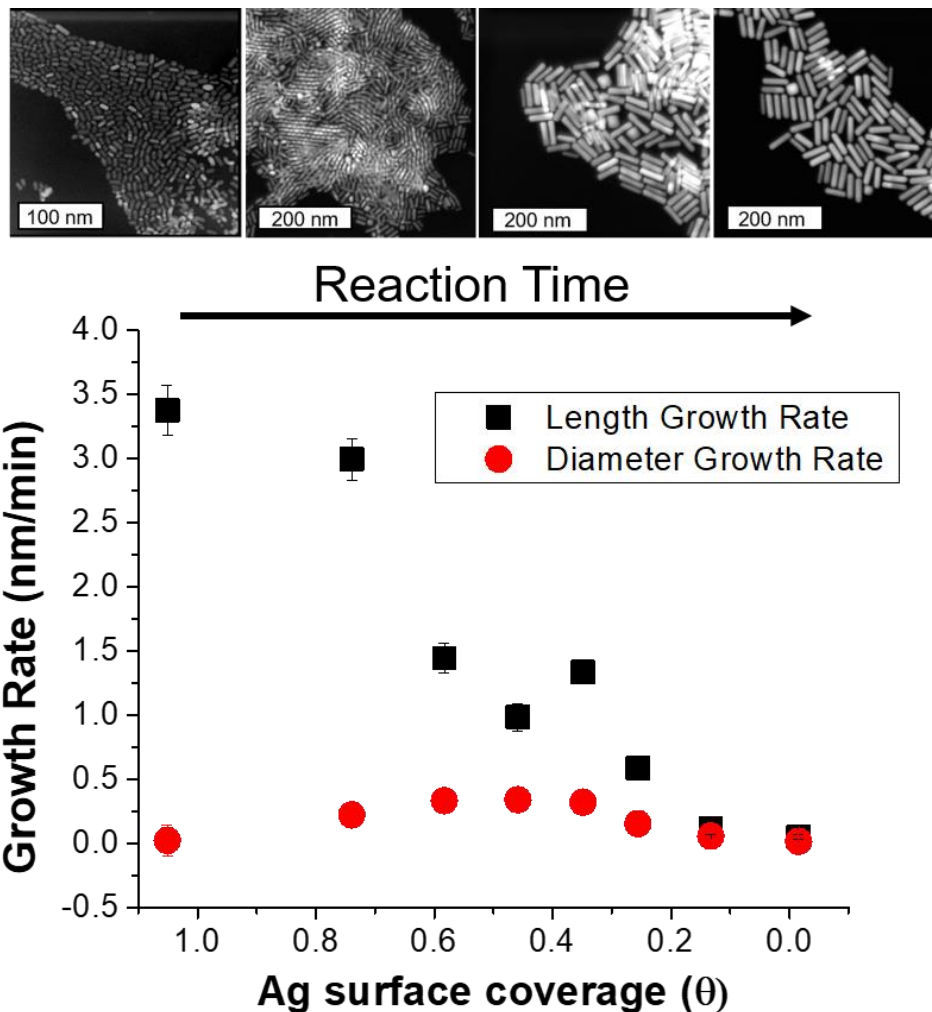 100 nm
200 nm
200 nm
200 nm
Reaction Time
4.0
3.5
3.0
2.5
2.0
1.5
1.0
0.5
0.0
-0.5
Growth Rate (nm/min)
Length Growth Rate
Diameter Growth Rate
1.0
0.8
0.6
0.4
0.2
0.0
Ag surface coverage (θ)